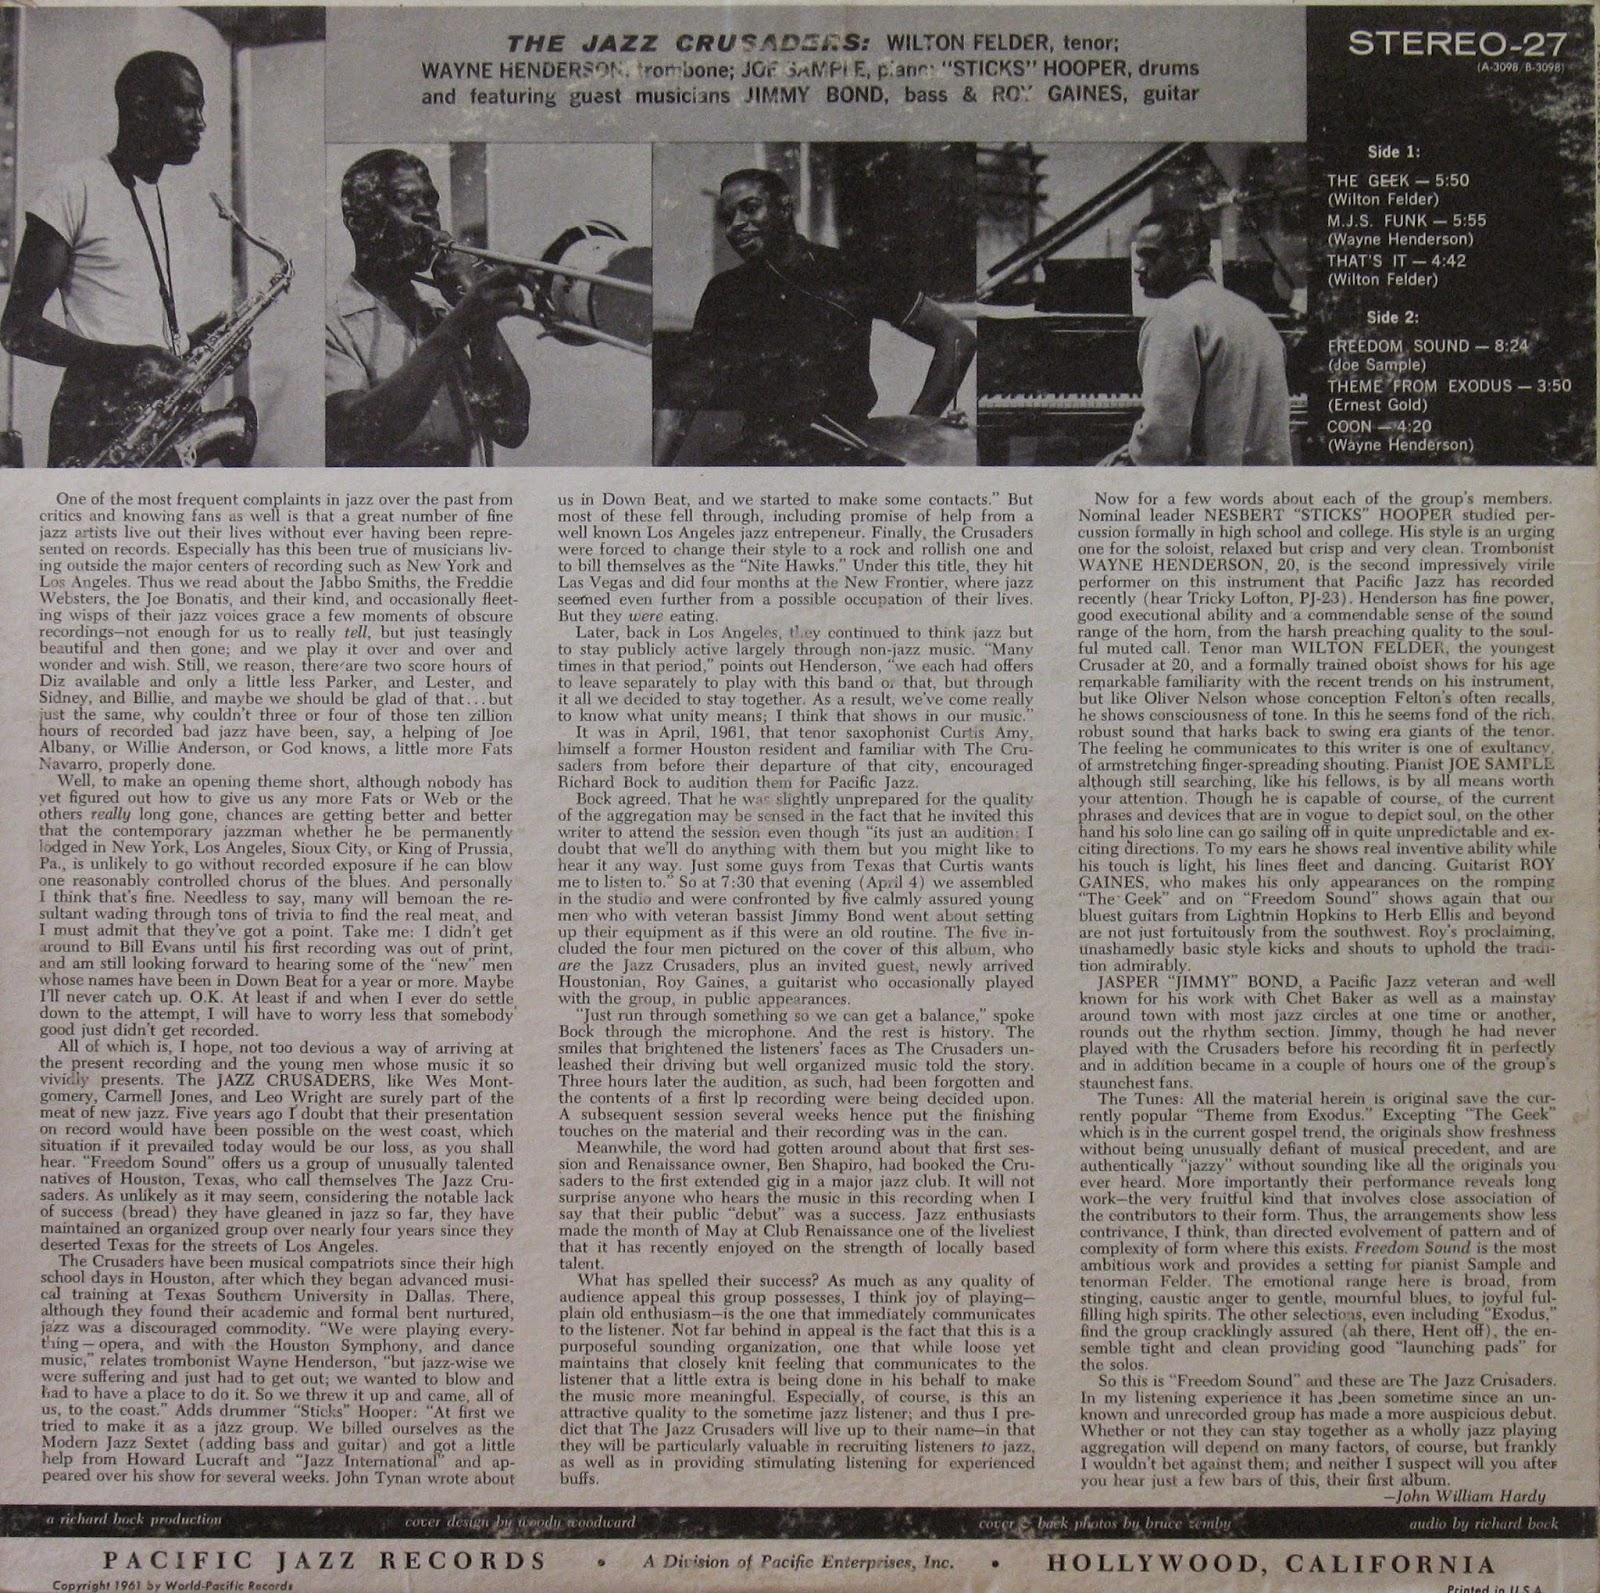 THE JAZZ CRUSADERS: WILTON FELDER, tenor;
WAYNE HENDERSON, trombone; JOE SAMPLE, piano; "STICKS" HOOPER, drums
and featuring guest musicians JIMMY BOND, bass & ROY GAINES, guitar
STEREO-27
(A-3098/B-3098)
Side 1:
THE GEEK — 5:50
(Wilton Felder)
M.J.S. FUNK — 5:55
(Wayne Henderson)
THAT'S IT — 4:42
(Wilton Felder)
Side 2:
FREEDOM SOUND — 8:24
(Joe Sample)
THEME FROM EXODUS — 3:50
(Ernest Gold)
COON — 4:20
(Wayne Henderson)
One of the most frequent complaints in jazz over the past from
critics and knowing fans as well is that a great number of fine
jazz artists live out their lives without ever having been repre-
sented on records. Especially has this been true of musicians liv-
ing outside the major centers of recording such as New York and
Los Angeles. Thus we read about the Jabbo Smiths, the Freddie
Websters, the Joe Bonatis, and their kind, and occasionally fleet-
ing wisps of their jazz voices grace a few moments of obscure
recordings—not enough for us to really tell, but just teasingly
beautiful and then gone; and we play it over and over and
wonder and wish. Still, we reason, there are two score hours of
Diz available and only a little less Parker, and Lester, and
Sidney, and Billie, and maybe we should be glad of that...but
just the same, why couldn't three or four of those ten zillion
hours of recorded bad jazz have been, say, a helping of Joe
Albany, or Willie Anderson, or God knows, a little more Fats
Navarro, properly done.
Well, to make an opening theme short, although nobody has
yet figured out how to give us any more Fats or Web or the
others really long gone, chances are getting better and better
that the contemporary jazzman whether he be permanently
lodged in New York, Los Angeles, Sioux City, or King of Prussia,
Pa., is unlikely to go without recorded exposure if he can blow
one reasonably controlled chorus of the blues. And personally
I think that's fine. Needless to say, many will bemoan the re-
sultant wading through tons of trivia to find the real meat, and
I must admit that they've got a point. Take me: I didn't get
around to Bill Evans until his first recording was out of print,
and am still looking forward to hearing some of the "new" men
whose names have been in Down Beat for a year or more. Maybe
I'll never catch up. O.K. At least if and when I ever do settle
down to the attempt, I will have to worry less that somebody
good just didn't get recorded.
All of which is, I hope, not too devious a way of arriving at
the present recording and the young men whose music it so
vividly presents. The JAZZ CRUSADERS, like Wes Mont-
gomery, Carmell Jones, and Leo Wright are surely part of the
meat of new jazz. Five years ago I doubt that their presentation
on record would have been possible on the west coast, which
situation if it prevailed today would be our loss, as you shall
hear. "Freedom Sound" offers us a group of unusually talented
natives of Houston, Texas, who call themselves The Jazz Cru-
saders. As unlikely as it may seem, considering the notable lack
of success (bread) they have gleaned in jazz so far, they have
maintained an organized group over nearly four years since they
deserted Texas for the streets of Los Angeles.
The Crusaders have been musical compatriots since their high
school days in Houston, after which they began advanced musi-
cal training at Texas Southern University in Dallas. There,
although they found their academic and formal bent nurtured,
jazz was a discouraged commodity. "We were playing every-
thing — opera, and with the Houston Symphony, and dance
music," relates trombonist Wayne Henderson, "but jazz-wise we
were suffering and just had to get out; we wanted to blow and
had to have a place to do it. So we threw it up and came, all of
us, to the coast." Adds drummer "Sticks" Hooper: "At first we
tried to make it as a jazz group. We billed ourselves as the
Modern Jazz Sextet (adding bass and guitar) and got a little
help from Howard Lucraft and "Jazz International" and ap-
peared over his show for several weeks. John Tynan wrote about
us in Down Beat, and we started to make some contacts." But
most of these fell through, including promise of help from a
well known Los Angeles jazz entrepeneur. Finally, the Crusaders
were forced to change their style to a rock and rollish one and
to bill themselves as the "Nite Hawks." Under this title, they hit
Las Vegas and did four months at the New Frontier, where jazz
seemed even further from a possible occupation of their lives.
But they were eating.
Later, back in Los Angeles, they continued to think jazz but
to stay publicly active largely through non-jazz music. "Many
times in that period," points out Henderson, "we each had offers
to leave separately to play with this band or that, but through
it all we decided to stay together. As a result, we've come really
to know what unity means; I think that shows in our music."
It was in April, 1961, that tenor saxophonist Curtis Amy,
himself a former Houston resident and familiar with The Cru-
saders from before their departure of that city, encouraged
Richard Bock to audition them for Pacific Jazz.
Bock agreed. That he was slightly unprepared for the quality
of the aggregation may be sensed in the fact that he invited this
writer to attend the session even though "its just an audition; I
doubt that we'll do anything with them but you might like to
hear it any way. Just some guys from Texas that Curtis wants
me to listen to." So at 7:30 that evening (April 4) we assembled
in the studio and were confronted by five calmly assured young
men who with veteran bassist Jimmy Bond went about setting
up their equipment as if this were an old routine. The five in-
cluded the four men pictured on the cover of this album, who
are the Jazz Crusaders, plus an invited guest, newly arrived
Houstonian, Roy Gaines, a guitarist who occasionally played
with the group, in public appearances.
"Just run through something so we can get a balance," spoke
Bock through the microphone. And the rest is history. The
smiles that brightened the listeners' faces as The Crusaders un-
leashed their driving but well organized music told the story.
Three hours later the audition, as such, had been forgotten and
the contents of a first lp recording were being decided upon.
A subsequent session several weeks hence put the finishing
touches on the material and their recording was in the can.
Meanwhile, the word had gotten around about that first ses-
sion and Renaissance owner, Ben Shapiro, had booked the Cru-
saders to the first extended gig in a major jazz club. It will not
surprise anyone who hears the music in this recording when I
say that their public "debut" was a success. Jazz enthusiasts
made the month of May at Club Renaissance one of the liveliest
that it has recently enjoyed on the strength of locally based
talent.
What has spelled their success? As much as any quality of
audience appeal this group possesses, I think joy of playing—
plain old enthusiasm—is the one that immediately communicates
to the listener. Not far behind in appeal is the fact that this is a
purposeful sounding organization, one that while loose yet
maintains that closely knit feeling that communicates to the
listener that a little extra is being done in his behalf to make
the music more meaningful. Especially, of course, is this an
attractive quality to the sometime jazz listener; and thus I pre-
dict that The Jazz Crusaders will live up to their name—in that
they will be particularly valuable in recruiting listeners to jazz,
as well as in providing stimulating listening for experienced
buffs.
Now for a few words about each of the group's members.
Nominal leader NESBERT "STICKS" HOOPER studied per-
cussion formally in high school and college. His style is an urging
one for the soloist, relaxed but crisp and very clean. Trombonist
WAYNE HENDERSON, 20, is the second impressively virile
performer on this instrument that Pacific Jazz has recorded
recently (hear Tricky Lofton, PJ-23). Henderson has fine power,
good executional ability and a commendable sense of the sound
range of the horn, from the harsh preaching quality to the soul-
ful muted call. Tenor man WILTON FELDER, the youngest
Crusader at 20, and a formally trained oboist shows for his age
remarkable familiarity with the recent trends on his instrument,
but like Oliver Nelson whose conception Felton's often recalls,
he shows consciousness of tone. In this he seems fond of the rich,
robust sound that harks back to swing era giants of the tenor.
The feeling he communicates to this writer is one of exultancy,
of armstretching finger-spreading shouting. Pianist JOE SAMPLE
although still searching, like his fellows, is by all means worth
your attention. Though he is capable of course, of the current
phrases and devices that are in vogue to depict soul, on the other
hand his solo line can go sailing off in quite unpredictable and ex-
citing directions. To my ears he shows real inventive ability while
his touch is light, his lines fleet and dancing. Guitarist ROY
GAINES, who makes his only appearances on the romping
"The Geek" and on "Freedom Sound" shows again that our
bluest guitars from Lightnin Hopkins to Herb Ellis and beyond
are not just fortuitously from the southwest. Roy's proclaiming,
unashamedly basic style kicks and shouts to uphold the tradi-
tion admirably.
JASPER "JIMMY" BOND, a Pacific Jazz veteran and well
known for his work with Chet Baker as well as a mainstay
around town with most jazz circles at one time or another,
rounds out the rhythm section. Jimmy, though he had never
played with the Crusaders before his recording fit in perfectly
and in addition became in a couple of hours one of the group's
staunchest fans.
The Tunes: All the material herein is original save the cur-
rently popular "Theme from Exodus." Excepting "The Geek"
which is in the current gospel trend, the originals show freshness
without being unusually defiant of musical precedent, and are
authentically "jazzy" without sounding like all the originals you
ever heard. More importantly their performance reveals long
work—the very fruitful kind that involves close association of
the contributors to their form. Thus, the arrangements show less
contrivance, I think, than directed evolvement of pattern and of
complexity of form where this exists. Freedom Sound is the most
ambitious work and provides a setting for pianist Sample and
tenorman Felder. The emotional range here is broad, from
stinging, caustic anger to gentle, mournful blues, to joyful ful-
filling high spirits. The other selections, even including "Exodus,"
find the group cracklingly assured (ah there, Hent off), the en-
semble tight and clean providing good "launching pads" for
the solos.
So this is "Freedom Sound" and these are The Jazz Crusaders.
In my listening experience it has been sometime since an un-
known and unrecorded group has made a more auspicious debut.
Whether or not they can stay together as a wholly jazz playing
aggregation will depend on many factors, of course, but frankly
I wouldn't bet against them; and neither I suspect will you after
you hear just a few bars of this, their first album.
—John William Hardy
a richard bock production
cover design by woody woodward
cover & back photos by bruce zemby
audio by richard bock
PACIFIC JAZZ RECORDS • A Division of Pacific Enterprises, Inc. • HOLLYWOOD, CALIFORNIA
Copyright 1961 by World-Pacific Records
Printed in U.S.A.